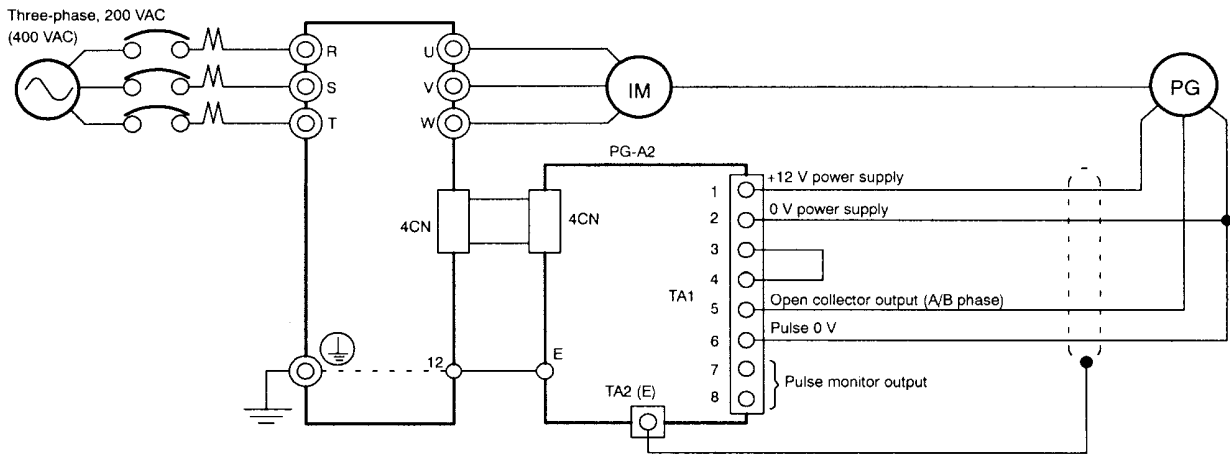 Three-phase, 200 VAC
(400 VAC)
R
S
T
U
V
W
IM
PG
PG-A2
4CN
4CN
1
+12 V power supply
2
0 V power supply
3
4
TA1
5
Open collector output (A/B phase)
6
Pulse 0 V
7
8
Pulse monitor output
12
E
TA2 (E)